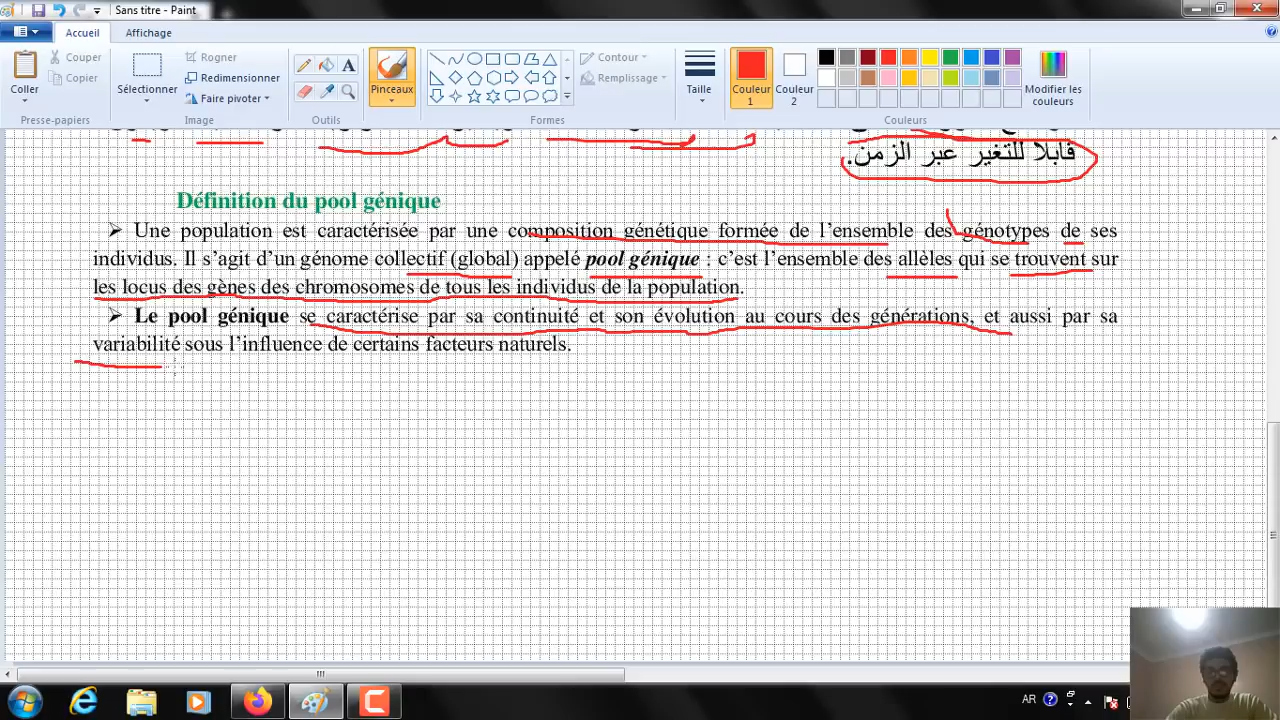 Sans titre - Paint
Accueil
Affichage
Coller
Couper
Copier
Presse-papiers
Sélectionner
Rogner
Redimensionner
Faire pivoter
Image
Outils
Pinceaux
Formes
Contour
Remplissage
Taille
Couleur 1
Couleur 2
Modifier les couleurs
Couleurs
قابلا للتغيير عبر الزمن.
Définition du pool génique
➢ Une population est caractérisée par une composition génétique formée de l’ensemble des génotypes de ses
individus. Il s’agit d’un génome collectif (global) appelé pool génique : c’est l’ensemble des allèles qui se trouvent sur
les locus des gènes des chromosomes de tous les individus de la population.
➢ Le pool génique se caractérise par sa continuité et son évolution au cours des générations, et aussi par sa
variabilité sous l’influence de certains facteurs naturels.
AR